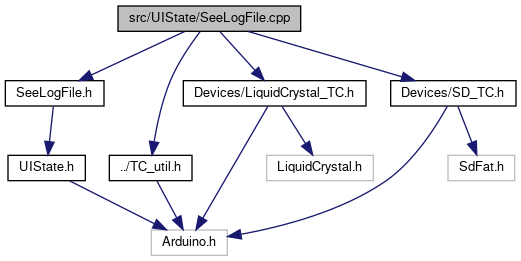 src/UIState/SeeLogFile.cpp
SeeLogFile.h
Devices/LiquidCrystal_TC.h
Devices/SD_TC.h
UIState.h
../TC_util.h
LiquidCrystal.h
SdFat.h
Arduino.h